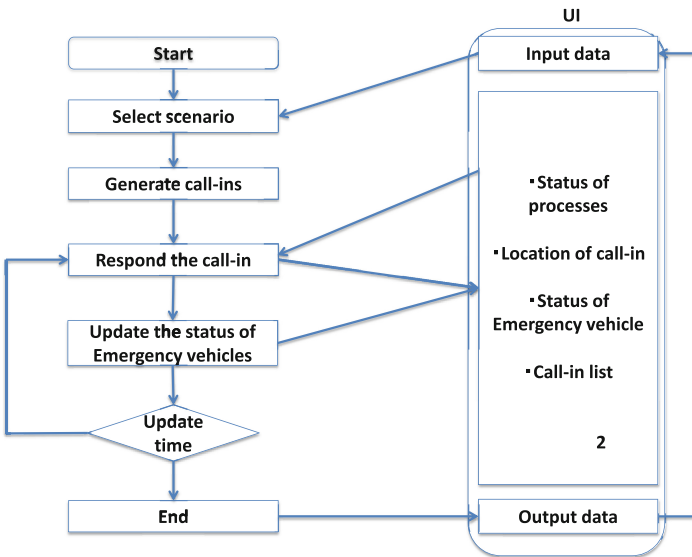 UI
Start
Input data
Select scenario
Generate call-ins
▪Status of
processes
Respond the call-in
▪Location of call-in
▪Status of
Emergency vehicle
Update the status of
Emergency vehicles
▪Call-in list
Update
time
2
End
Output data